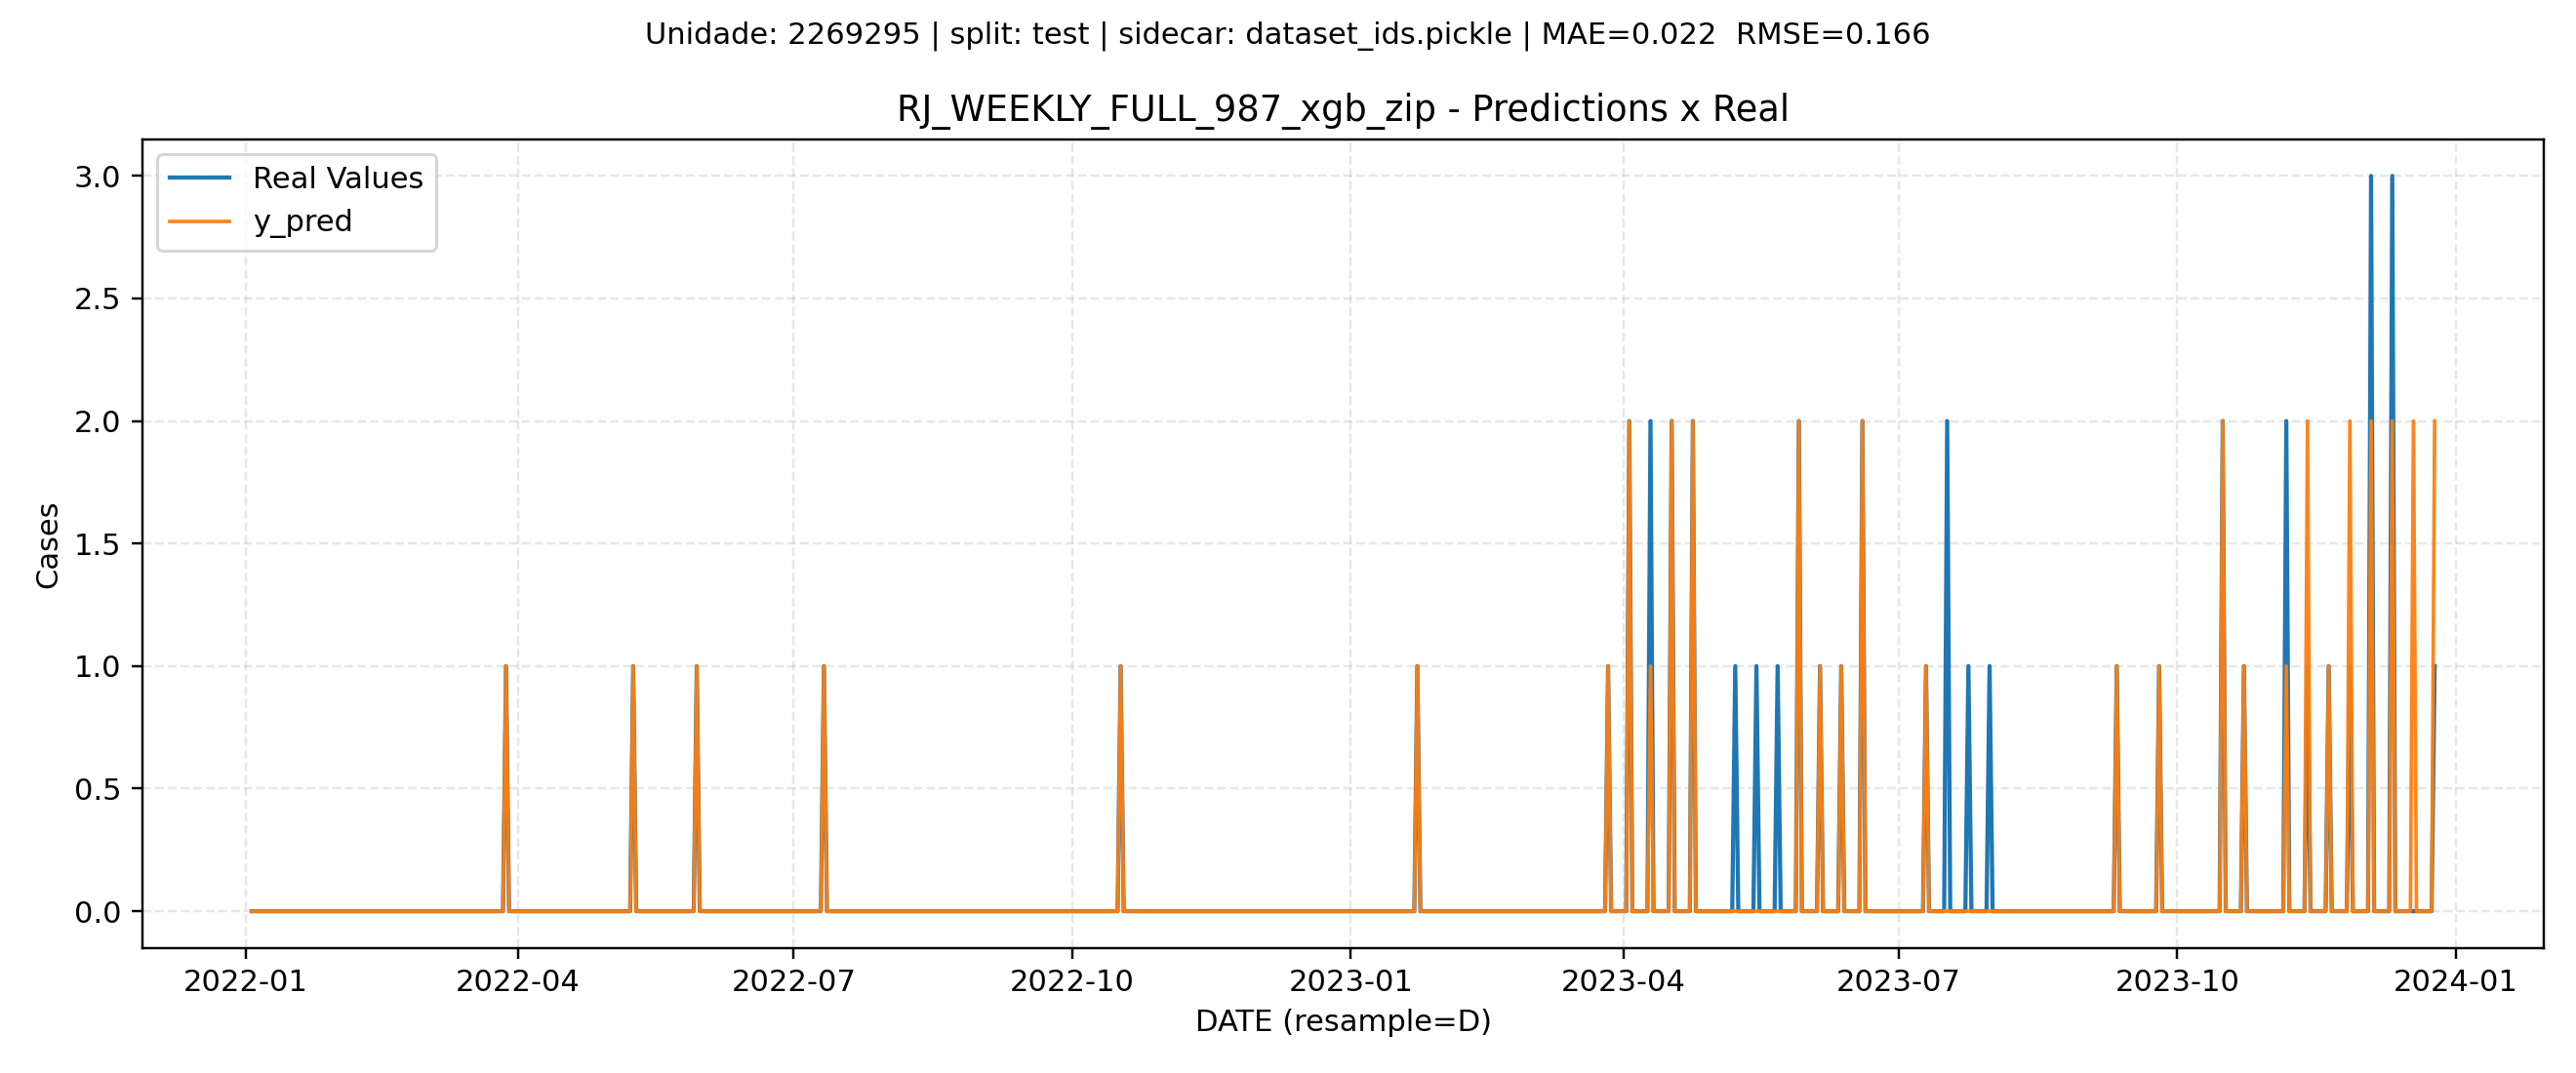 Unidade: 2269295 | split: test | sidecar: dataset_ids.pickle | MAE=0.022  RMSE=0.166
RJ_WEEKLY_FULL_987_xgb_zip - Predictions x Real
Real Values
y_pred
Cases
3.0
2.5
2.0
1.5
1.0
0.5
0.0
2022-01 2022-04 2022-07 2022-10 2023-01 2023-04 2023-07 2023-10 2024-01
DATE (resample=D)